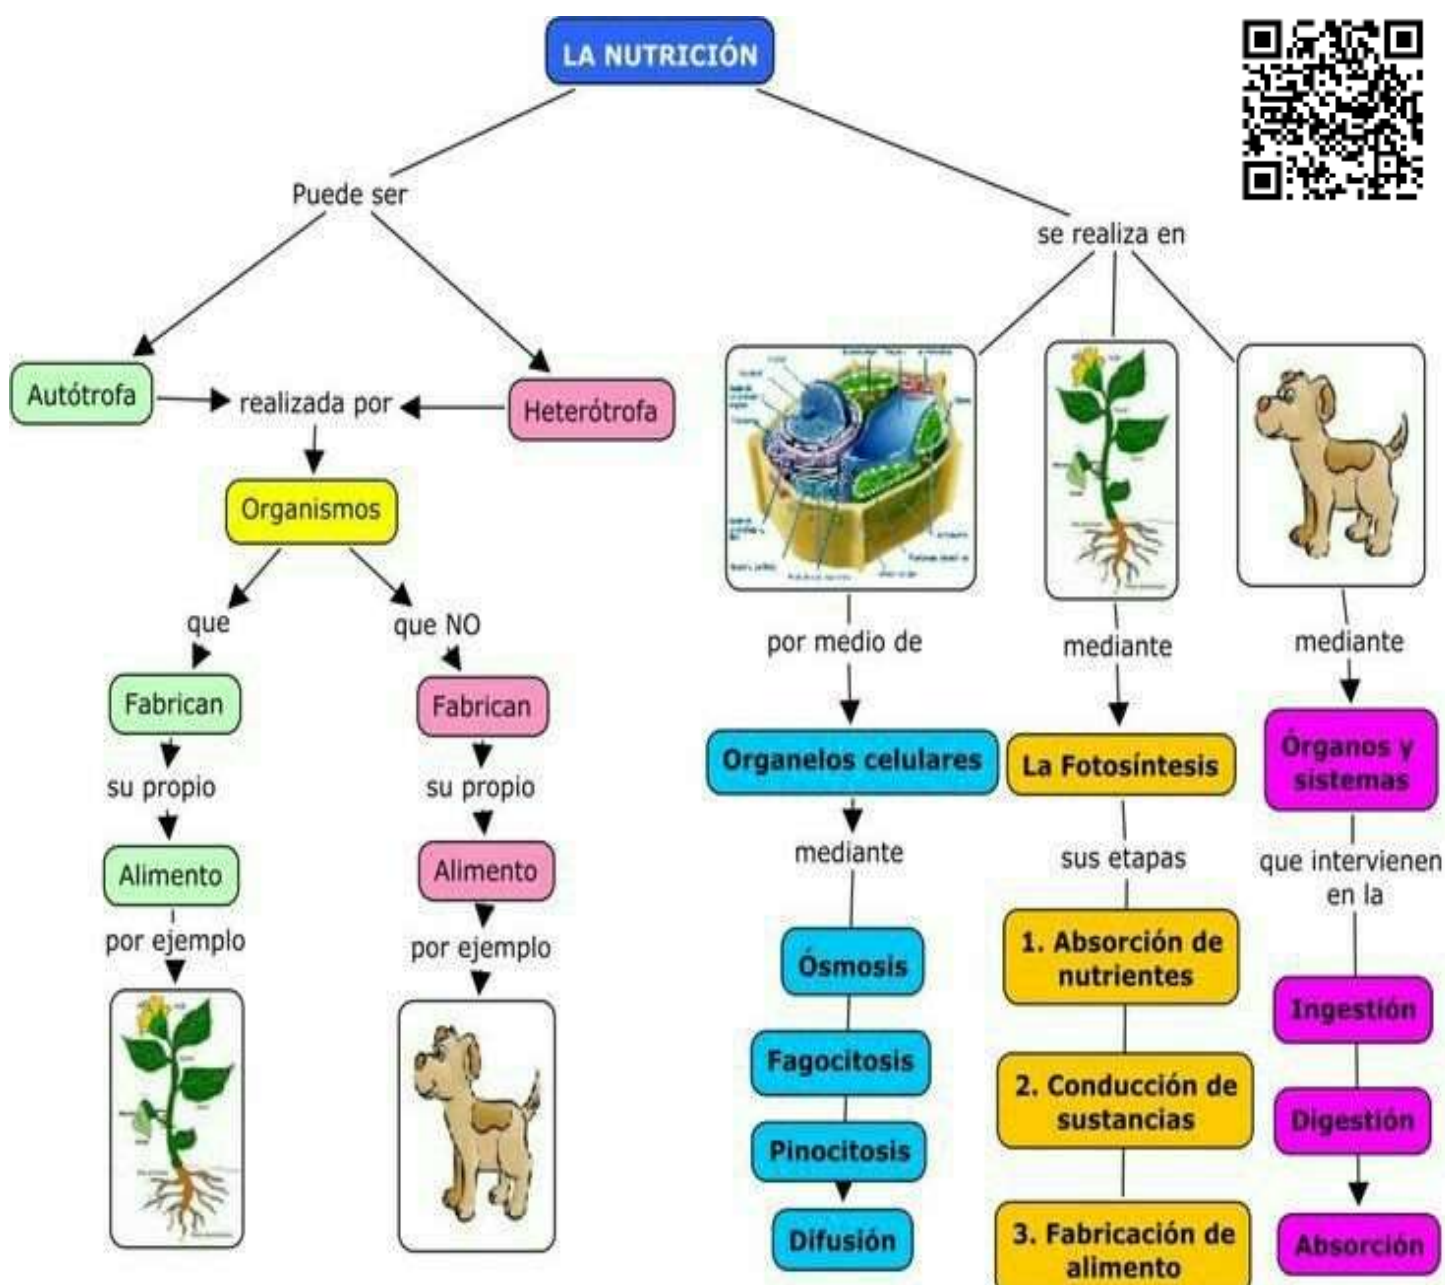 LA NUTRICIÓN
Puede ser
Autótrofa
realizada por
Heterótrofa
Organismos
que
Fabrican
su propio
Alimento
por ejemplo
que NO
Fabrican
su propio
Alimento
por ejemplo
se realiza en
por medio de
Organelos celulares
mediante
Ósmosis
Fagocitosis
Pinocitosis
Difusión
mediante
La Fotosíntesis
sus etapas
1. Absorción de
nutrientes
2. Conducción de
sustancias
3. Fabricación de
alimento
mediante
Órganos y
sistemas
que intervienen
en la
Ingestión
Digestión
Absorción